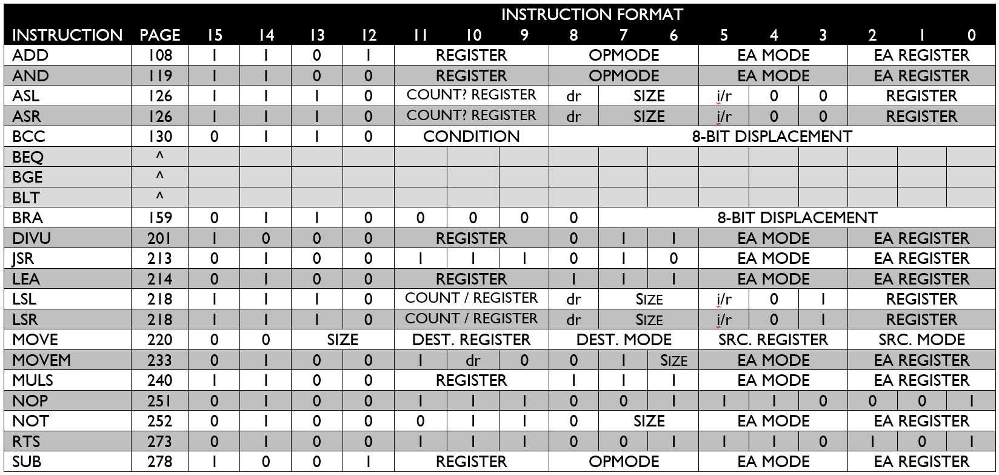 INSTRUCTION FORMAT
INSTRUCTION PAGE 15 14 13 12 11 10 9 8 7 6 5 4 3 2 1 0
ADD 108 1 1 0 1 REGISTER OPMODE EA MODE EA REGISTER
AND 119 1 1 0 0 REGISTER OPMODE EA MODE EA REGISTER
ASL 126 1 1 1 0 COUNT? REGISTER dr SIZE i/r 0 0 REGISTER
ASR 126 1 1 1 0 COUNT? REGISTER dr SIZE i/r 0 0 REGISTER
BCC 130 0 1 1 0 CONDITION 8-BIT DISPLACEMENT
BEQ ^
BGE ^
BLT ^
BRA 159 0 1 1 0 0 0 0 0 8-BIT DISPLACEMENT
DIVU 201 1 0 0 0 REGISTER 0 1 1 EA MODE EA REGISTER
JSR 213 0 1 0 0 1 1 1 0 1 0 EA MODE EA REGISTER
LEA 214 0 1 0 0 REGISTER 1 1 1 EA MODE EA REGISTER
LSL 218 1 1 1 0 COUNT / REGISTER dr SIZE i/r 0 1 REGISTER
LSR 218 1 1 1 0 COUNT / REGISTER dr SIZE i/r 0 1 REGISTER
MOVE 220 0 0 SIZE DEST. REGISTER DEST. MODE SRC. REGISTER SRC. MODE
MOVEM 233 0 1 0 0 1 dr 0 0 1 SIZE EA MODE EA REGISTER
MULS 240 1 1 0 0 REGISTER 1 1 1 EA MODE EA REGISTER
NOP 251 0 1 0 0 1 1 1 0 0 1 1 1 0 0 0 1
NOT 252 0 1 0 0 0 1 1 0 SIZE EA MODE EA REGISTER
RTS 273 0 1 0 0 1 1 1 0 0 1 1 1 0 1 0 1
SUB 278 1 0 0 1 REGISTER OPMODE EA MODE EA REGISTER